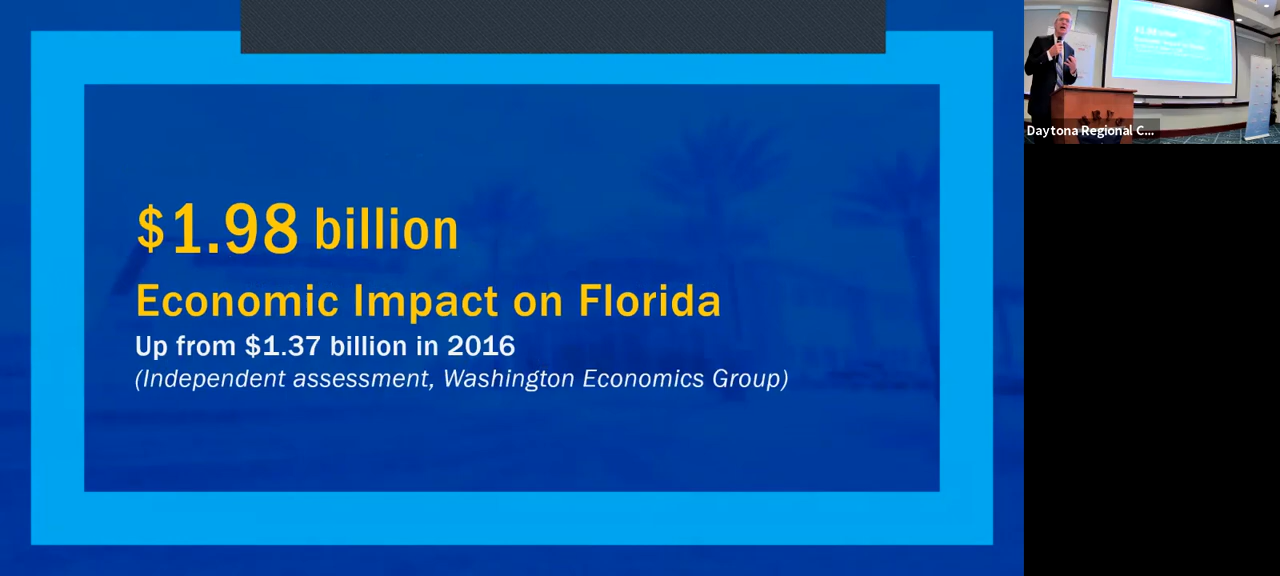 $1.98 billion
Economic Impact on Florida
Up from $1.37 billion in 2016
(Independent assessment, Washington Economics Group)
Daytona Regional C...